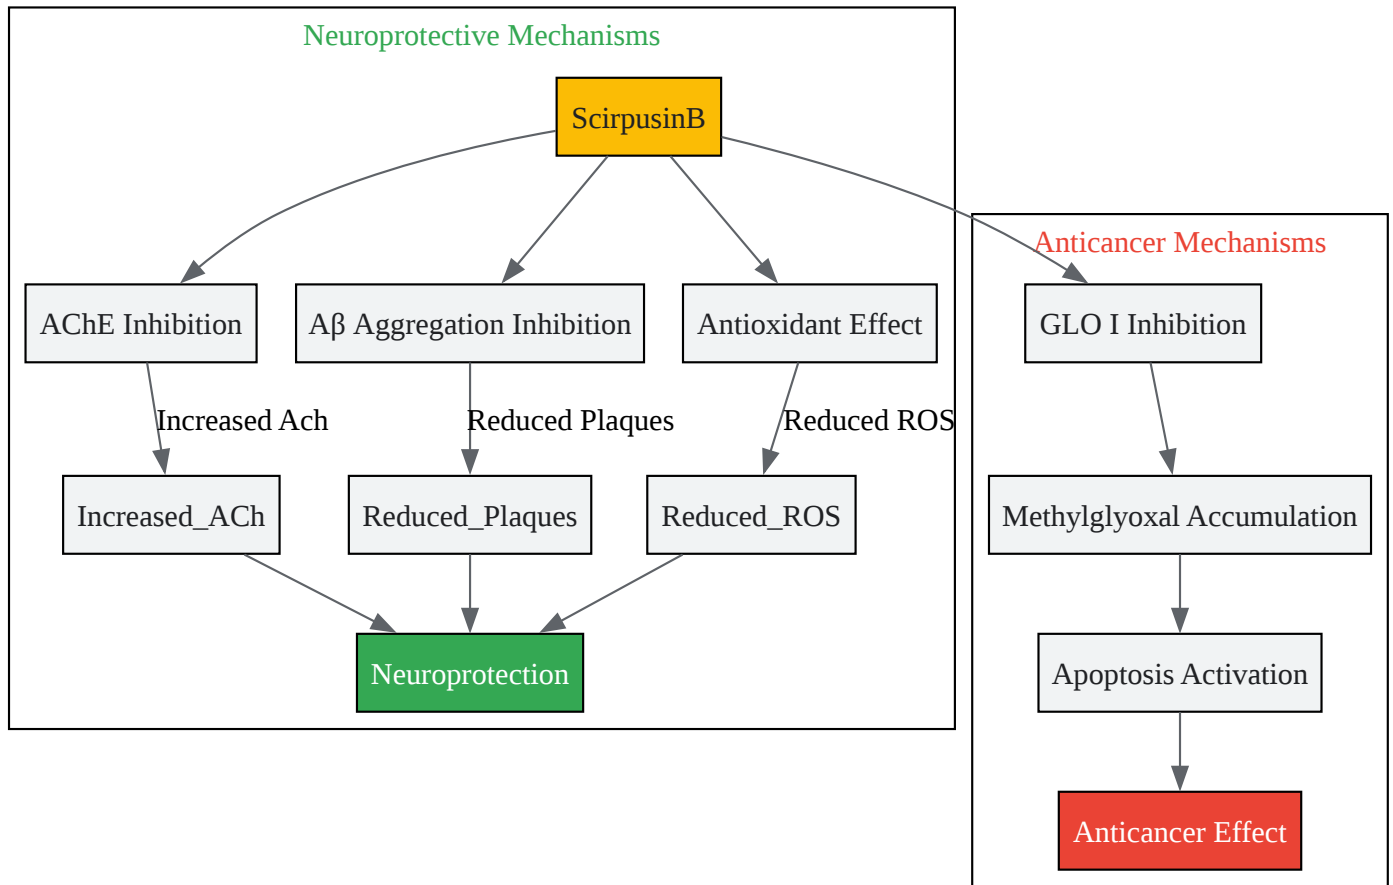 Neuroprotective Mechanisms
ScirpusinB
Anticancer Mechanisms
AChE Inhibition
Aβ Aggregation Inhibition
Antioxidant Effect
GLO I Inhibition
Increased Ach
Reduced Plaques
Reduced ROS
Increased_ACh
Reduced_Plaques
Reduced_ROS
Methylglyoxal Accumulation
Neuroprotection
Apoptosis Activation
Anticancer Effect